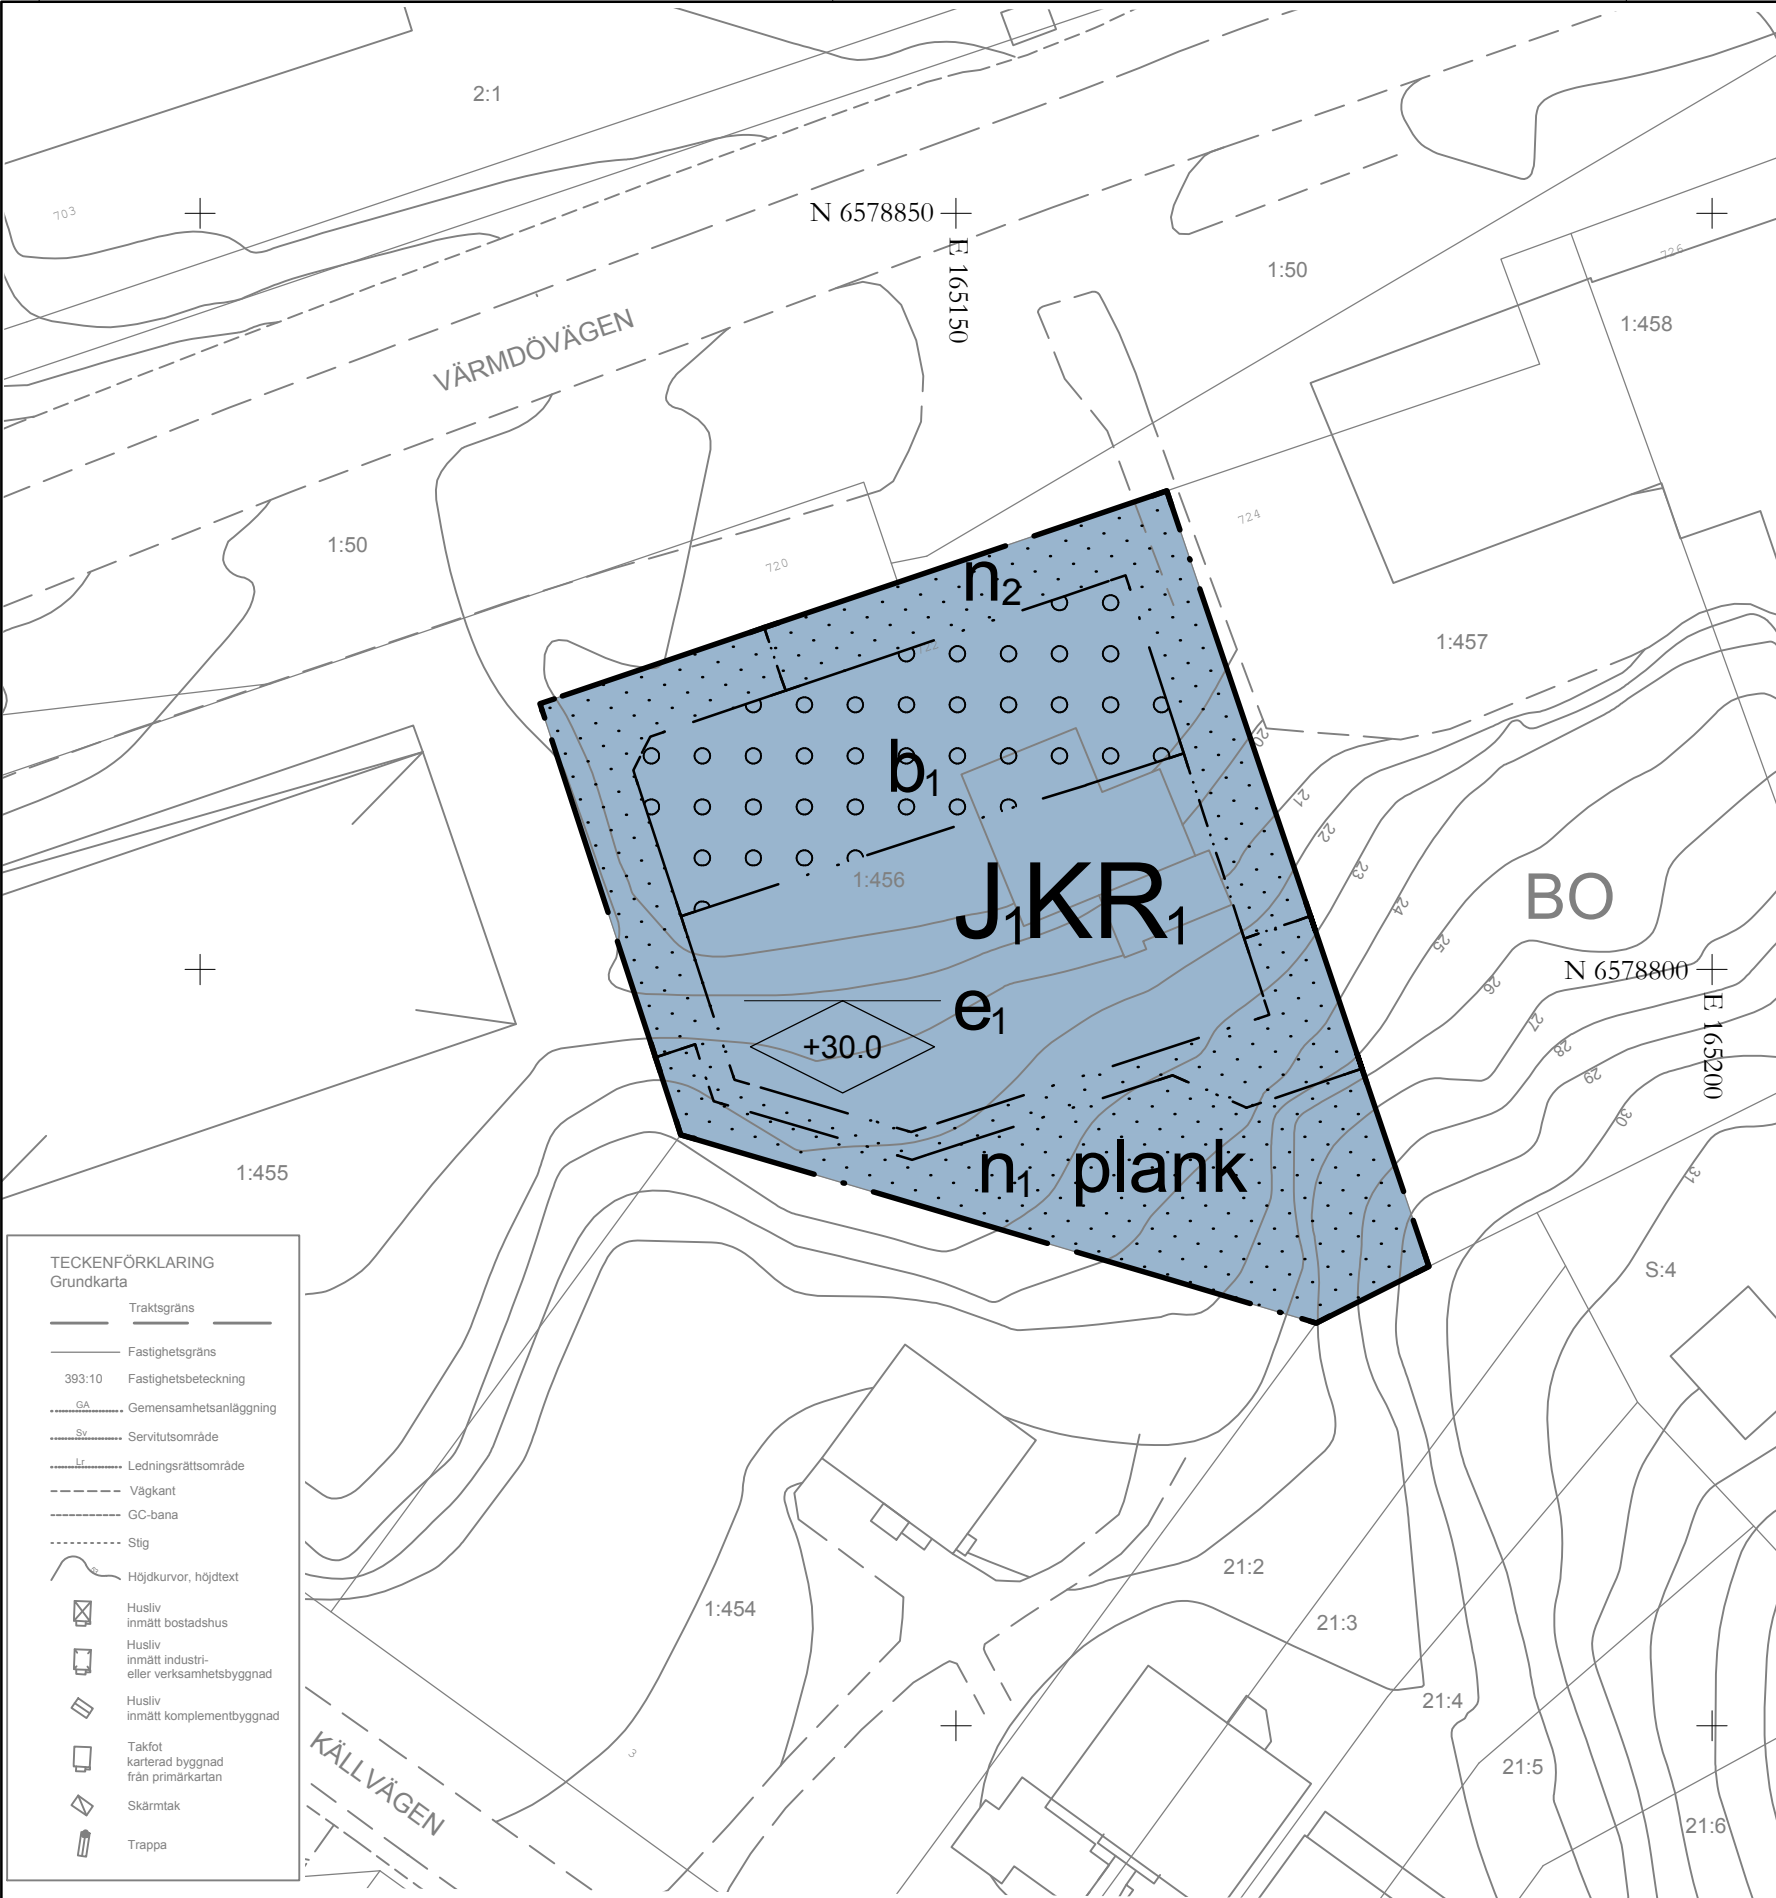 2:1
703
N 6578850
E 165150
1:50
726
1:458
VÄRMDÖVÄGEN
1:50
720
724
n2
722
1:457
20
b1
21
22
1:456
23
J1KR1
24
BO
25
N 6578800
E 165200
26
e1
27
+30.0
28
29
30
n1 plank
31
1:455
S:4
TECKENFÖRKLARING
Grundkarta
Traktsgräns
Fastighetsgräns
393:10 Fastighetsbeteckning
GA Gemensamhetsanläggning
Sv Servitutsområde
Lr Ledningsrättsområde
Vägkant
GC-bana
Stig
Höjdkurvor, höjdtext
Husliv
inmätt bostadshus
Husliv
inmätt industri-
eller verksamhetsbyggnad
Husliv
inmätt komplementbyggnad
Takfot
karterad byggnad
från primärkartan
Skärmtak
Trappa
21:2
1:454
21:3
21:4
3
KÄLLVÄGEN
21:5
21:6